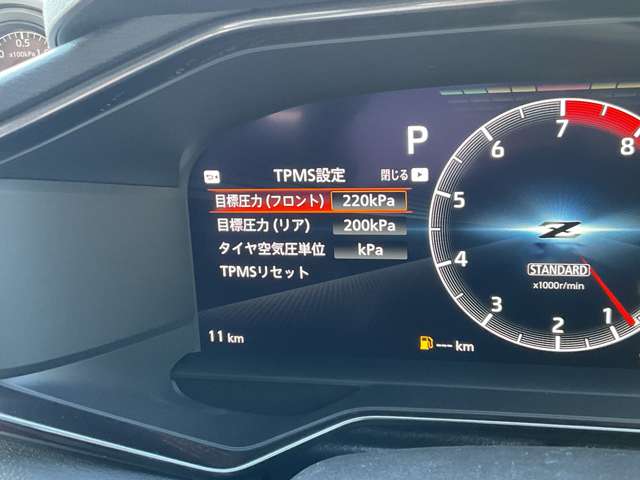 0.5
x100kPa
P
TPMS設定 閉じる
目標圧力(フロント) 220kPa
目標圧力(リア) 200kPa
タイヤ空気圧単位 kPa
TPMSリセット
11 km
--- km
7
8
6
5
4
3
2
1
Z
STANDARD
x1000r/min